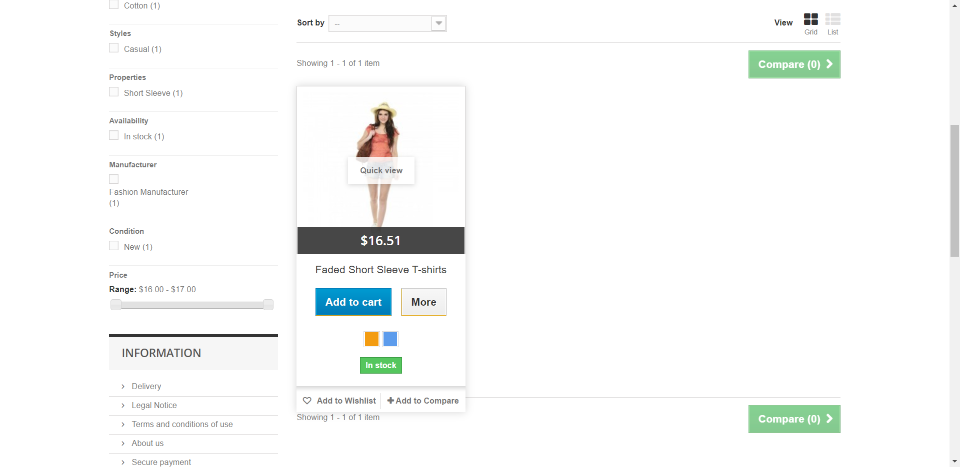 Cotton (1)
Styles
Casual (1)
Properties
Short Sleeve (1)
Availability
In stock (1)
Manufacturer
Fashion Manufacturer
(1)
Condition
New (1)
Price
Range: $16.00 - $17.00
INFORMATION
Delivery
Legal Notice
Terms and conditions of use
About us
Secure payment
Sort by --
View
Grid
List
Showing 1 - 1 of 1 item
Compare (0)
Quick view
$16.51
Faded Short Sleeve T-shirts
Add to cart
More
In stock
Add to Wishlist
Add to Compare
Showing 1 - 1 of 1 item
Compare (0)